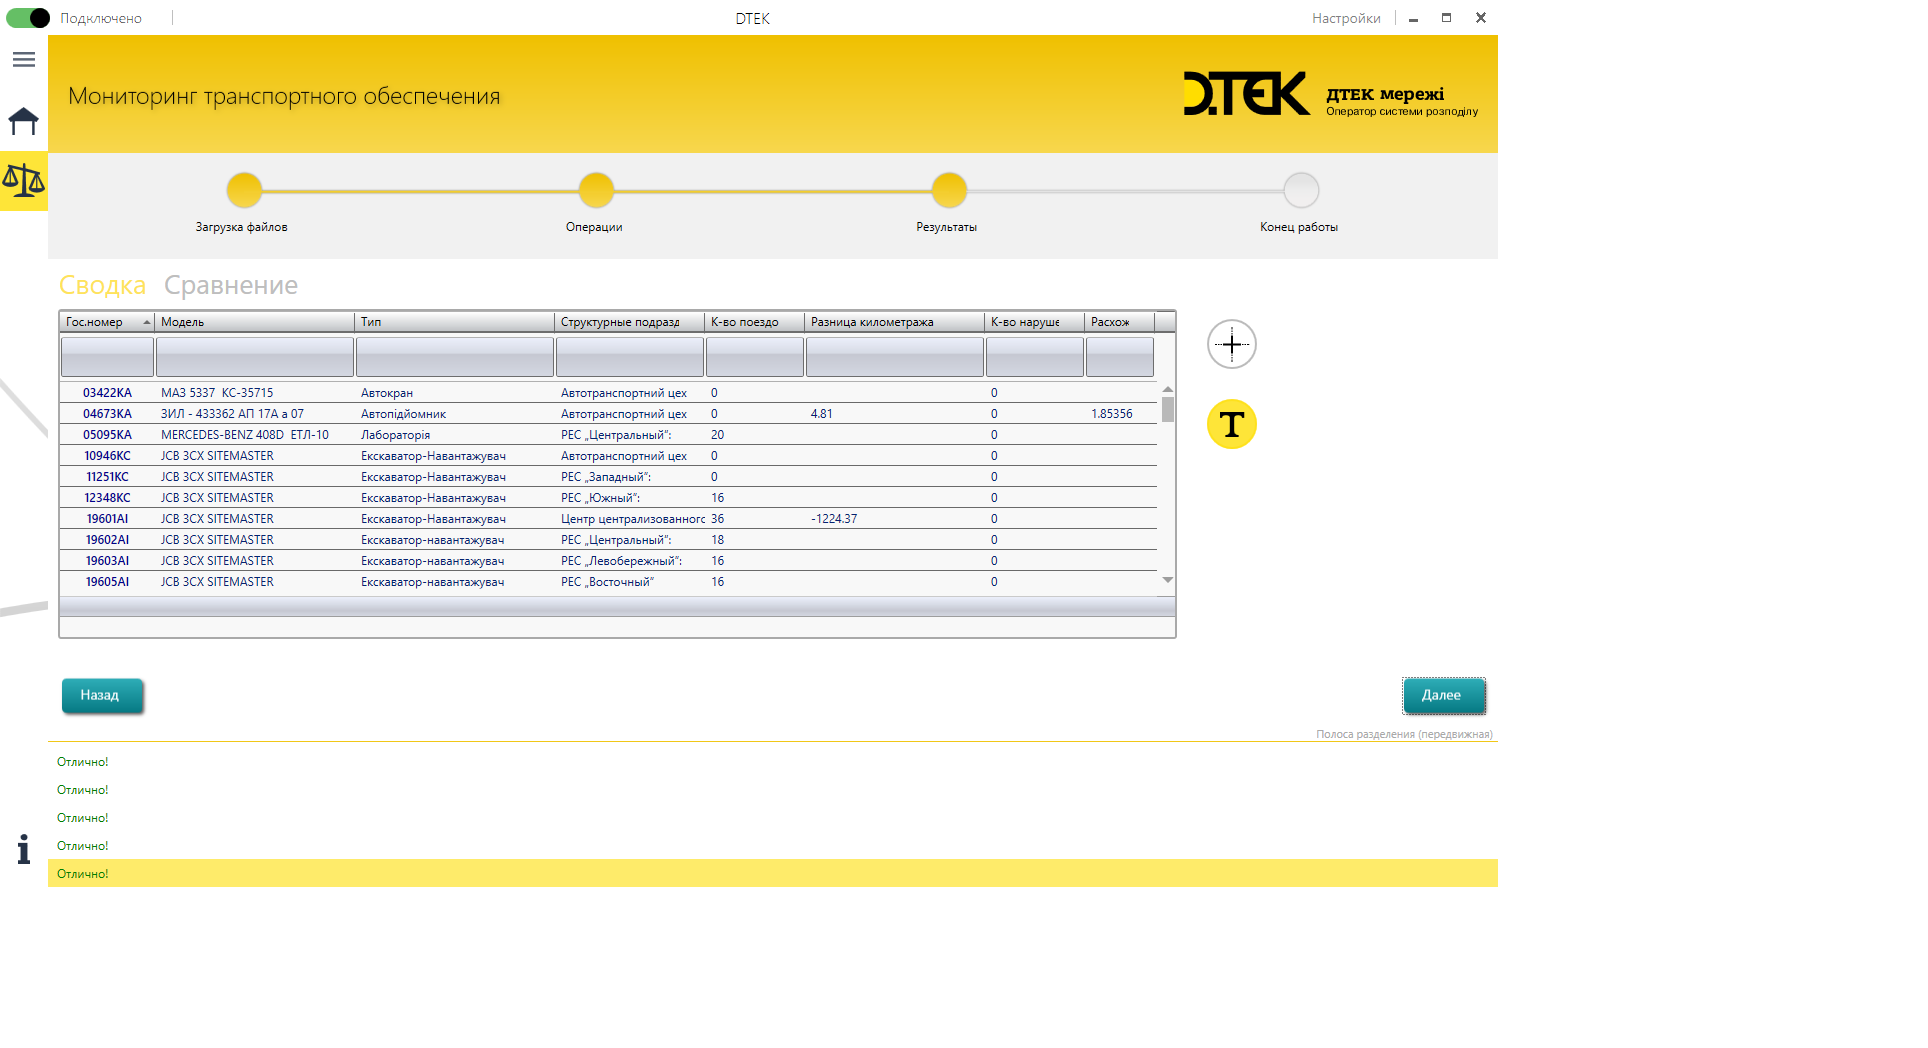 Подключено
DTEK
Настройки
Мониторинг транспортного обеспечения
DTEK
ДТЕК мережі
Оператор системи розподілу
Загрузка файлов
Операции
Результаты
Конец работы
Сводка Сравнение
Гос.номер Модель Тип Структурные подразд К-во поездо Разница километража К-во наруше Расхож
03422КА МАЗ 5337 КС-35715 Автокран Автотранспортний цех 0 0
04673КА ЗИЛ - 433362 АП 17А а 07 Автопідйомник Автотранспортний цех 0 4.81 0 1.85356
05095КА MERCEDES-BENZ 408D ЕТЛ-10 Лабораторія РЕС „Центральный“: 20 0
10946КС JCB 3CX SITEMASTER Екскаватор-Навантажувач Автотранспортний цех 0 0
11251КС JCB 3CX SITEMASTER Екскаватор-Навантажувач РЕС „Западный“: 0 0
12348КС JCB 3CX SITEMASTER Екскаватор-Навантажувач РЕС „Южный“: 16 0
19601АІ JCB 3CX SITEMASTER Екскаватор-Навантажувач Центр централизованного 36 -1224.37 0
19602АІ JCB 3CX SITEMASTER Екскаватор-навантажувач РЕС „Центральный“: 18 0
19603АІ JCB 3CX SITEMASTER Екскаватор-навантажувач РЕС „Левобережный“: 16 0
19605АІ JCB 3CX SITEMASTER Екскаватор-навантажувач РЕС „Восточный“ 16 0
T
Назад
Далее
Полоса разделения (передвижная)
Отлично!
Отлично!
Отлично!
Отлично!
Отлично!